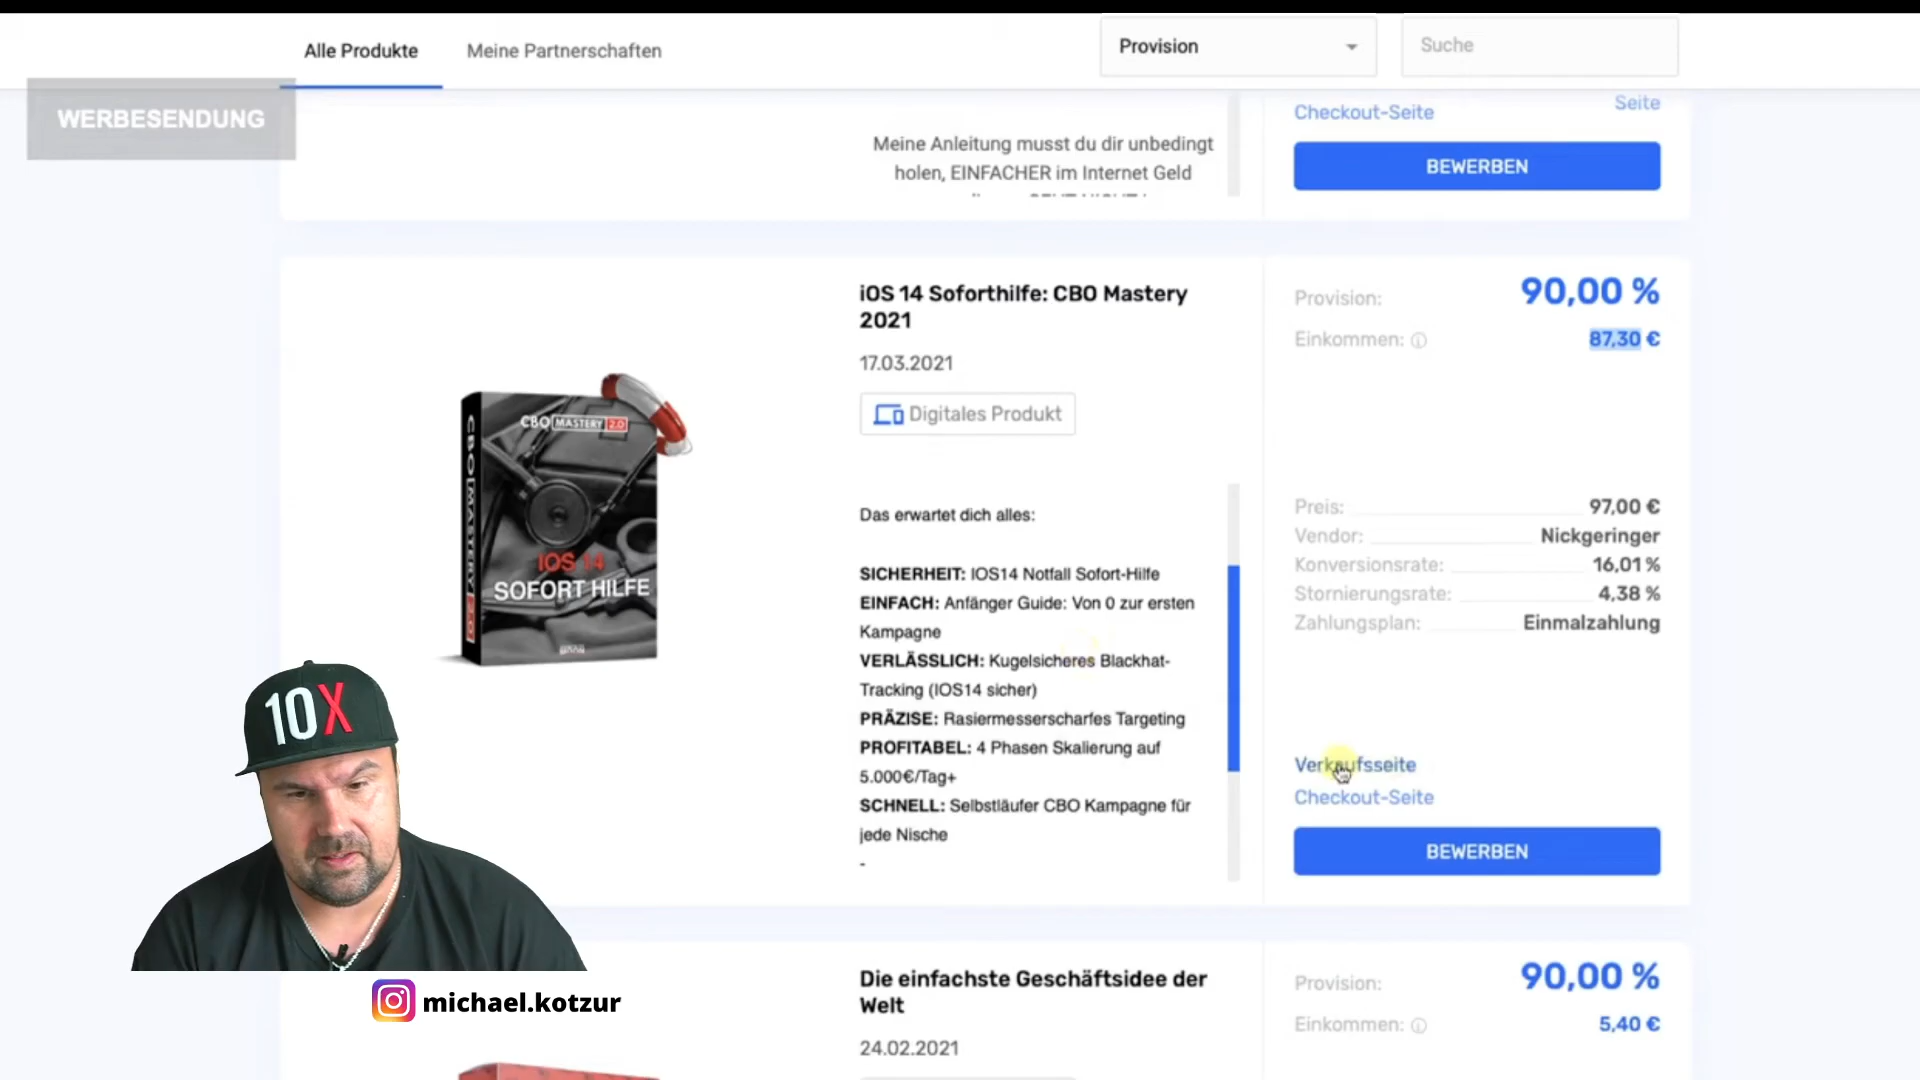 Alle Produkte
Meine Partnerschaften
Provision
Suche
WERBESENDUNG
Meine Anleitung musst du dir unbedingt
holen, EINFACHER im Internet Geld
Checkout-Seite
Seite
BEWERBEN
iOS 14 Soforthilfe: CBO Mastery
2021
17.03.2021
Digitales Produkt
Das erwartet dich alles:
SICHERHEIT: IOS14 Notfall Sofort-Hilfe
EINFACH: Anfänger Guide: Von 0 zur ersten
Kampagne
VERLÄSSLICH: Kugelsicheres Blackhat-
Tracking (IOS14 sicher)
PRÄZISE: Rasiermesserscharfes Targeting
PROFITABEL: 4 Phasen Skalierung auf
5.000€/Tag+
SCHNELL: Selbstläufer CBO Kampagne für
jede Nische
-
CBO MASTERY 2.0
CBO MASTERY 2.0
IOS 14
SOFORT HILFE
Provision: 90,00 %
Einkommen: 87,30 €
Preis: 97,00 €
Vendor: Nickgeringer
Konversionsrate: 16,01 %
Stornierungsrate: 4,38 %
Zahlungsplan: Einmalzahlung
Verkaufsseite
Checkout-Seite
BEWERBEN
10X
michael.kotzur
Die einfachste Geschäftsidee der
Welt
24.02.2021
Provision: 90,00 %
Einkommen: 5,40 €